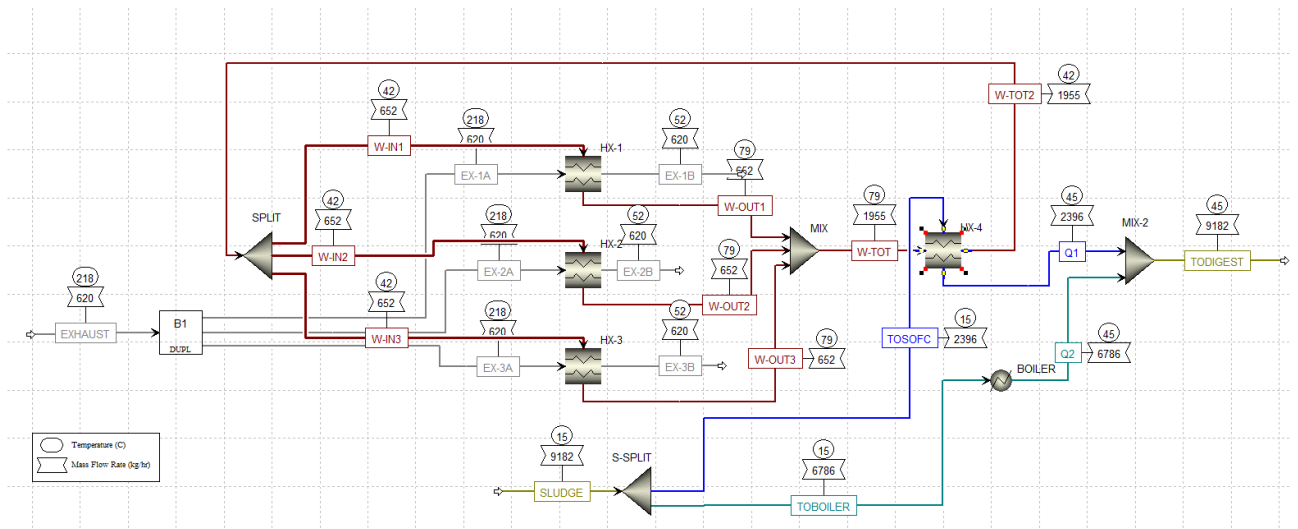 42
1955
W-TOT2
42
652
W-IN1
218
620
EX-1A
HX-1
52
620
EX-1B
79
652
W-OUT1
SPLIT
42
652
W-IN2
218
620
EX-2A
HX-2
52
620
EX-2B
79
652
W-OUT2
MIX
79
1955
W-TOT
HX-4
45
2396
Q1
MIX-2
45
9182
TODIGEST
218
620
EXHAUST
B1
DUPL
42
652
W-IN3
218
620
EX-3A
HX-3
52
620
EX-3B
79
652
W-OUT3
15
2396
TOSOFC
45
6786
Q2
BOILER
Temperature (C)
Mass Flow Rate (kg/hr)
15
9182
SLUDGE
S-SPLIT
15
6786
TOBOILER